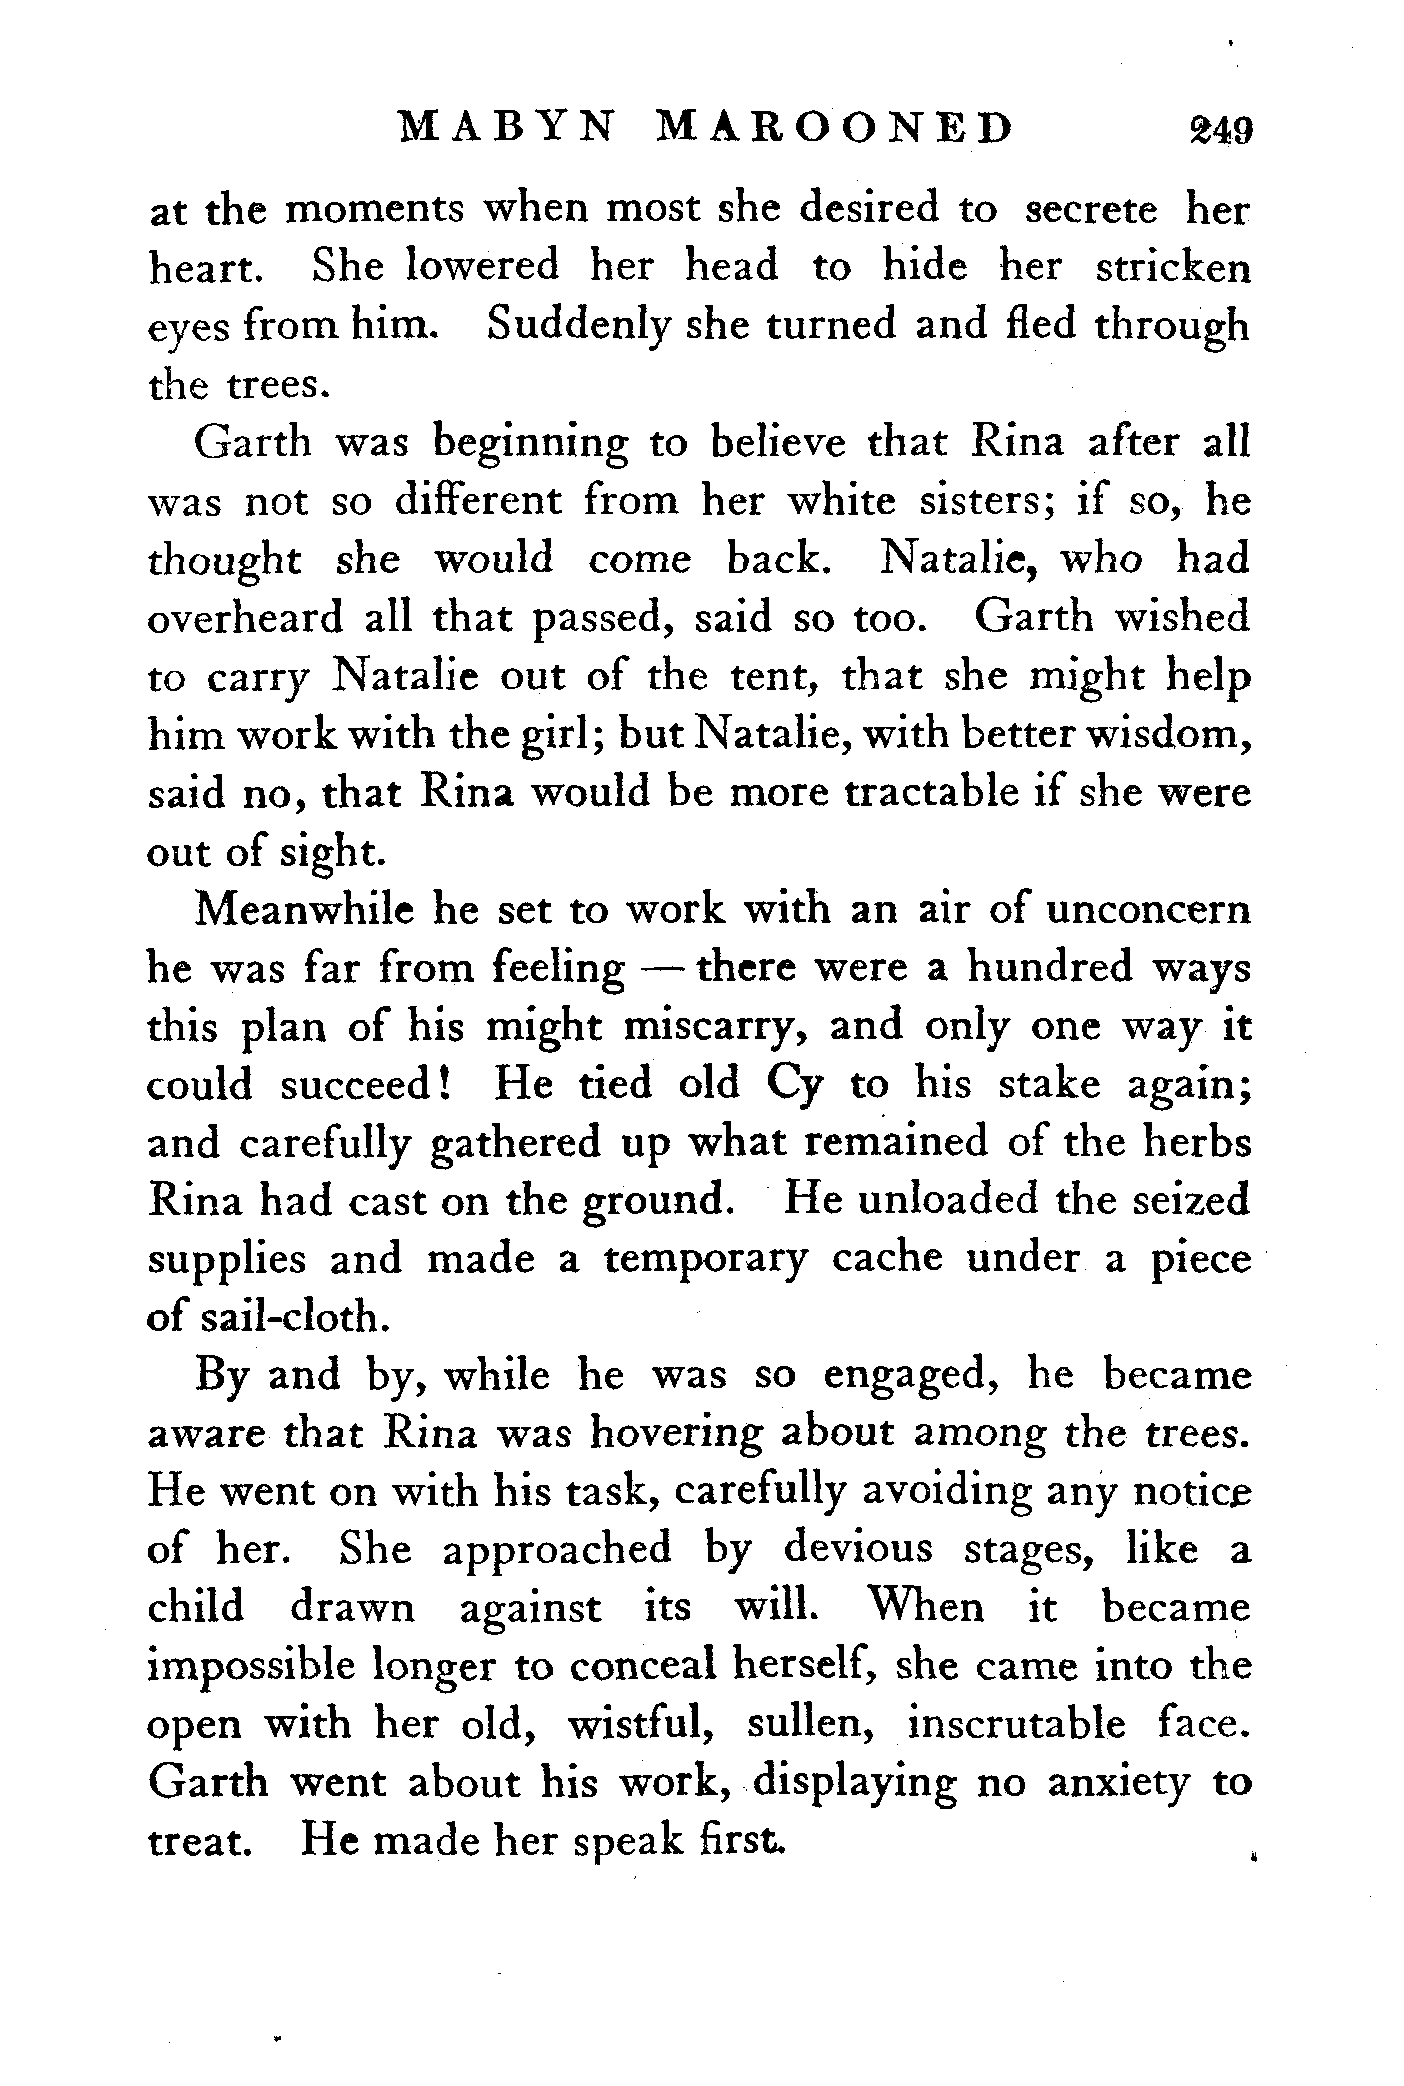 MABYN MAROONED 249
at the moments when most she desired to secrete her
heart. She lowered her head to hide her stricken
eyes from him. Suddenly she turned and fled through
the trees.
Garth was beginning to believe that Rina after all
was not so different from her white sisters; if so, he
thought she would come back. Natalie, who had
overheard all that passed, said so too. Garth wished
to carry Natalie out of the tent, that she might help
him work with the girl; but Natalie, with better wisdom,
said no, that Rina would be more tractable if she were
out of sight.
Meanwhile he set to work with an air of unconcern
he was far from feeling — there were a hundred ways
this plan of his might miscarry, and only one way it
could succeed! He tied old Cy to his stake again;
and carefully gathered up what remained of the herbs
Rina had cast on the ground. He unloaded the seized
supplies and made a temporary cache under a piece
of sail-cloth.
By and by, while he was so engaged, he became
aware that Rina was hovering about among the trees.
He went on with his task, carefully avoiding any notice
of her. She approached by devious stages, like a
child drawn against its will. When it became
impossible longer to conceal herself, she came into the
open with her old, wistful, sullen, inscrutable face.
Garth went about his work, displaying no anxiety to
treat. He made her speak first.